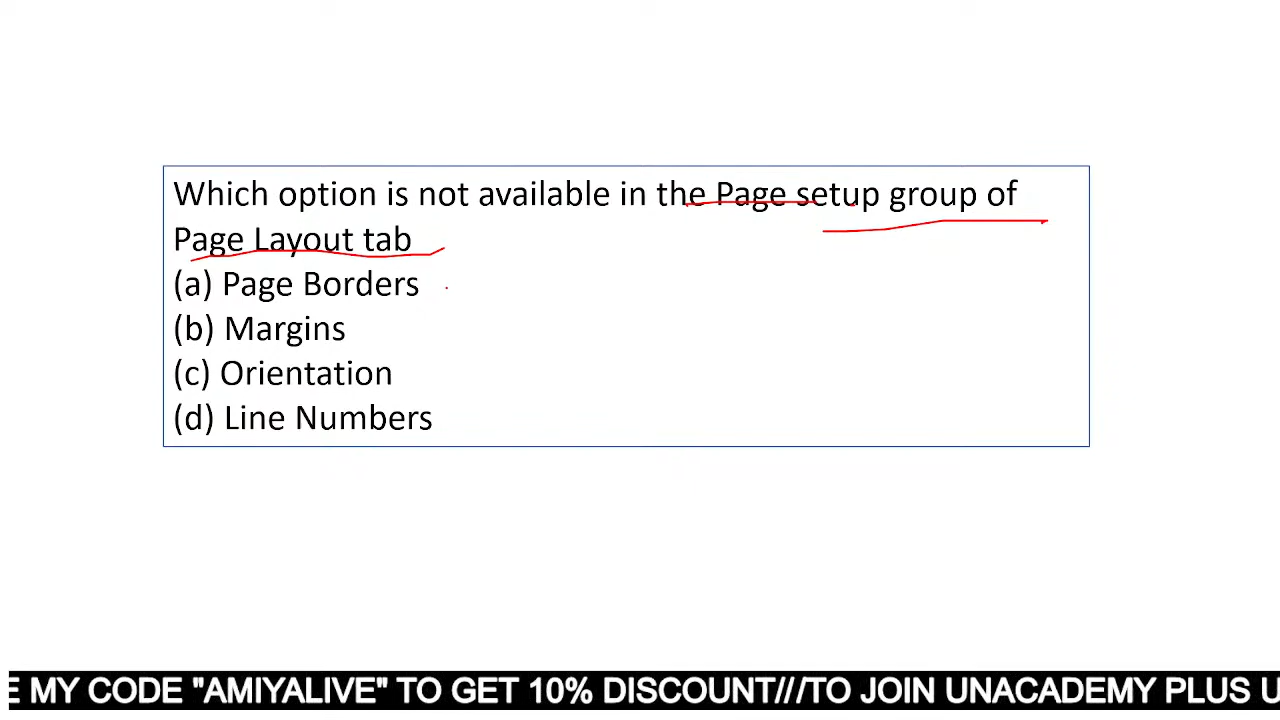 Which option is not available in the Page setup group of
Page Layout tab
(a) Page Borders
(b) Margins
(c) Orientation
(d) Line Numbers
E MY CODE "AMIYALIVE" TO GET 10% DISCOUNT///TO JOIN UNACADEMY PLUS U